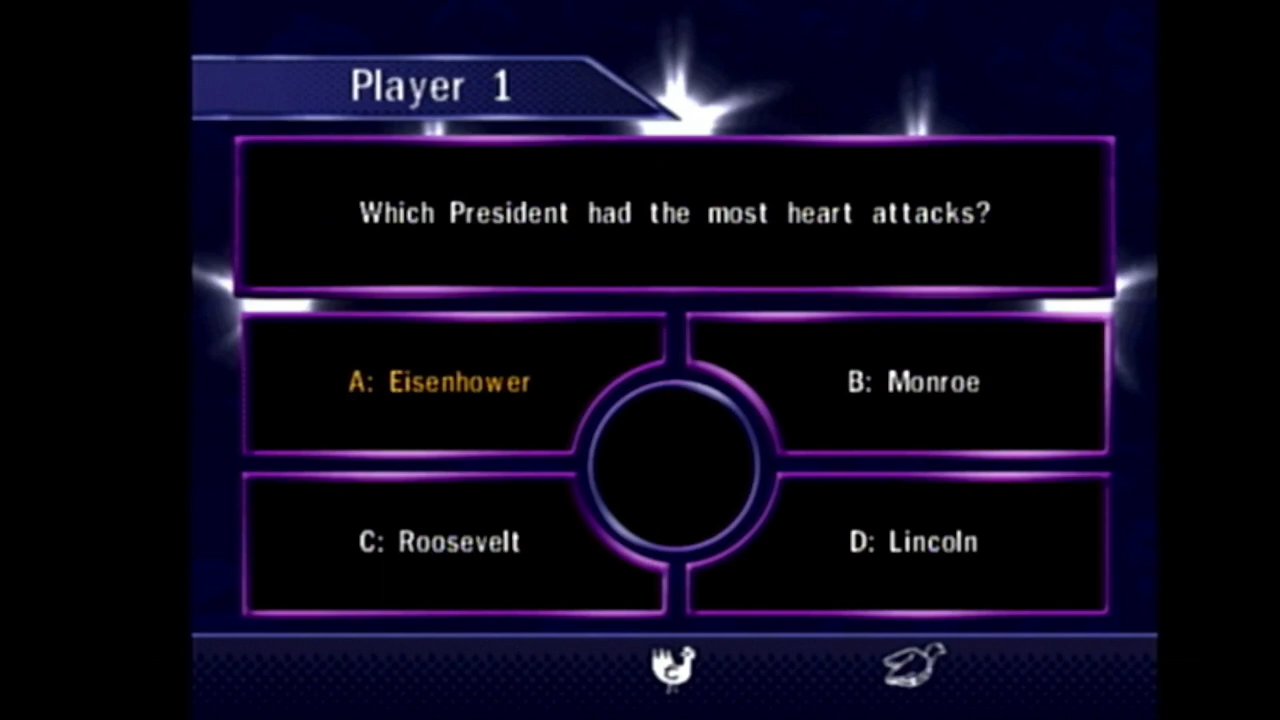 Player 1
Which President had the most heart attacks?
A: Eisenhower
B: Monroe
C: Roosevelt
D: Lincoln